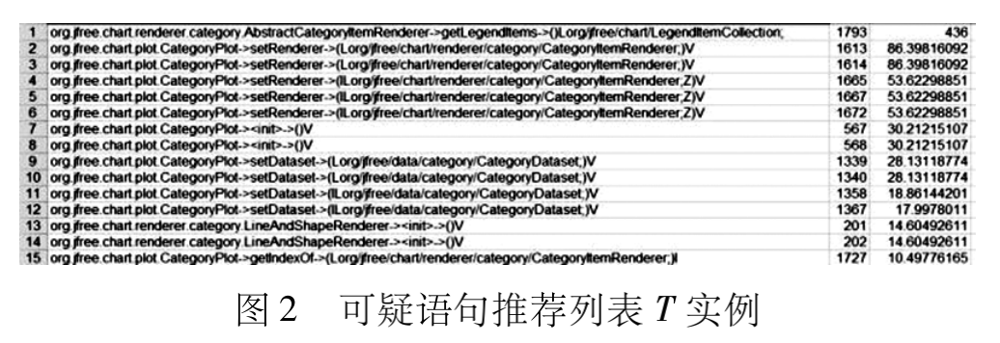 1 org.jfree.chart.renderer.category.AbstractCategoryItemRenderer->getLegendItems->()Lorg/jfree/chart/LegendItemCollection; 1793 436
2 org.jfree.chart.plot.CategoryPlot->setRenderer->(Lorg/jfree/chart/renderer/category/CategoryItemRenderer;)V 1613 86.39816092
3 org.jfree.chart.plot.CategoryPlot->setRenderer->(Lorg/jfree/chart/renderer/category/CategoryItemRenderer;)V 1614 86.39816092
4 org.jfree.chart.plot.CategoryPlot->setRenderer->(ILorg/jfree/chart/renderer/category/CategoryItemRenderer;Z)V 1665 53.62298851
5 org.jfree.chart.plot.CategoryPlot->setRenderer->(ILorg/jfree/chart/renderer/category/CategoryItemRenderer;Z)V 1667 53.62298851
6 org.jfree.chart.plot.CategoryPlot->setRenderer->(ILorg/jfree/chart/renderer/category/CategoryItemRenderer;Z)V 1672 53.62298851
7 org.jfree.chart.plot.CategoryPlot-><init>->()V 567 30.21215107
8 org.jfree.chart.plot.CategoryPlot-><init>->()V 568 30.21215107
9 org.jfree.chart.plot.CategoryPlot->setDataset->(Lorg/jfree/data/category/CategoryDataset;)V 1339 28.13118774
10 org.jfree.chart.plot.CategoryPlot->setDataset->(Lorg/jfree/data/category/CategoryDataset;)V 1340 28.13118774
11 org.jfree.chart.plot.CategoryPlot->setDataset->(ILorg/jfree/data/category/CategoryDataset;)V 1358 18.86144201
12 org.jfree.chart.plot.CategoryPlot->setDataset->(ILorg/jfree/data/category/CategoryDataset;)V 1367 17.9978011
13 org.jfree.chart.renderer.category.LineAndShapeRenderer-><init>->()V 201 14.60492611
14 org.jfree.chart.renderer.category.LineAndShapeRenderer-><init>->()V 202 14.60492611
15 org.jfree.chart.plot.CategoryPlot->getIndexOf->(Lorg/jfree/chart/renderer/category/CategoryItemRenderer;)I 1727 10.49776165
图 2 可疑语句推荐列表 T 实例